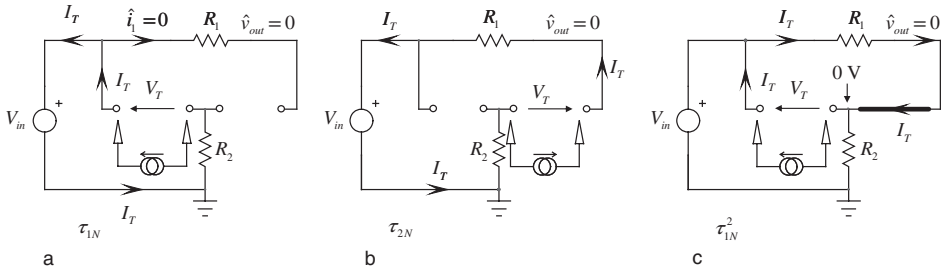 I_T
î_1=0
R_1
v̂_out=0
I_T
V_T
V_in
+
R_2
I_T
τ_1N
a
I_T
R_1
v̂_out=0
I_T
V_T
V_in
+
R_2
I_T
τ_2N
b
I_T
R_1
v̂_out=0
I_T
V_T
0 V
V_in
+
I_T
R_2
τ_1N^2
c